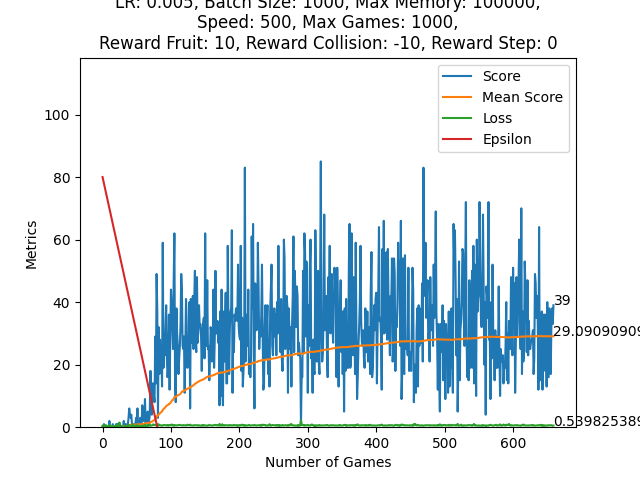 LR: 0.005, Batch Size: 1000, Max Memory: 100000,
Speed: 500, Max Games: 1000,
Reward Fruit: 10, Reward Collision: -10, Reward Step: 0
Score
Mean Score
Loss
Epsilon
Metrics
100
80
60
40
20
0
39
29.09090909
0.539825389
0 100 200 300 400 500 600
Number of Games